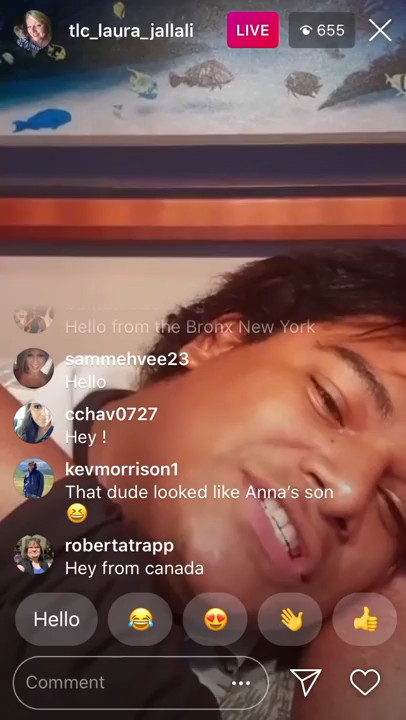 tlc_laura_jallali
LIVE
655
Hello from the Bronx New York
sammehvee23
Hello
cchav0727
Hey !
kevmorrison1
That dude looked like Anna’s son
😆
robertatrapp
Hey from canada
Hello 😂 😍 👋 👍
Comment